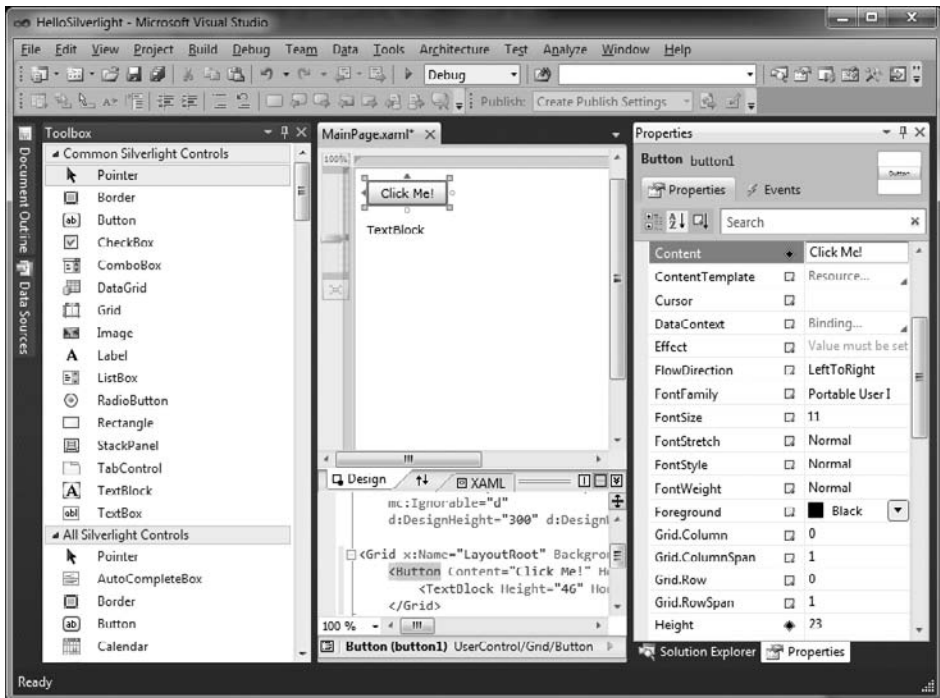 HelloSilverlight - Microsoft Visual Studio
File Edit View Project Build Debug Team Data Tools Architecture Test Analyze Window Help
Debug
Publish: Create Publish Settings
Document Outline
Data Sources
Toolbox
Common Silverlight Controls
Pointer
Border
Button
CheckBox
ComboBox
DataGrid
Grid
Image
Label
ListBox
RadioButton
Rectangle
StackPanel
TabControl
TextBlock
TextBox
All Silverlight Controls
Pointer
AutoCompleteBox
Border
Button
Calendar
MainPage.xaml*
100%
Click Me!
TextBlock
Design XAML
mc:Ignorable="d"
d:DesignHeight="300"
<Grid x:Name="LayoutRoot"
<Button Content="Click Me!"
<TextBlock Height="46"
</Grid>
100 %
Button (button1) UserControl/Grid/Button
Properties
Button button1
Button
Properties Events
Search
Content Click Me!
ContentTemplate Resource...
Cursor
DataContext Binding...
Effect Value must be set
FlowDirection LeftToRight
FontFamily Portable User I
FontSize 11
FontStretch Normal
FontStyle Normal
FontWeight Normal
Foreground Black
Grid.Column 0
Grid.ColumnSpan 1
Grid.Row 0
Grid.RowSpan 1
Height 23
Solution Explorer Properties
Ready